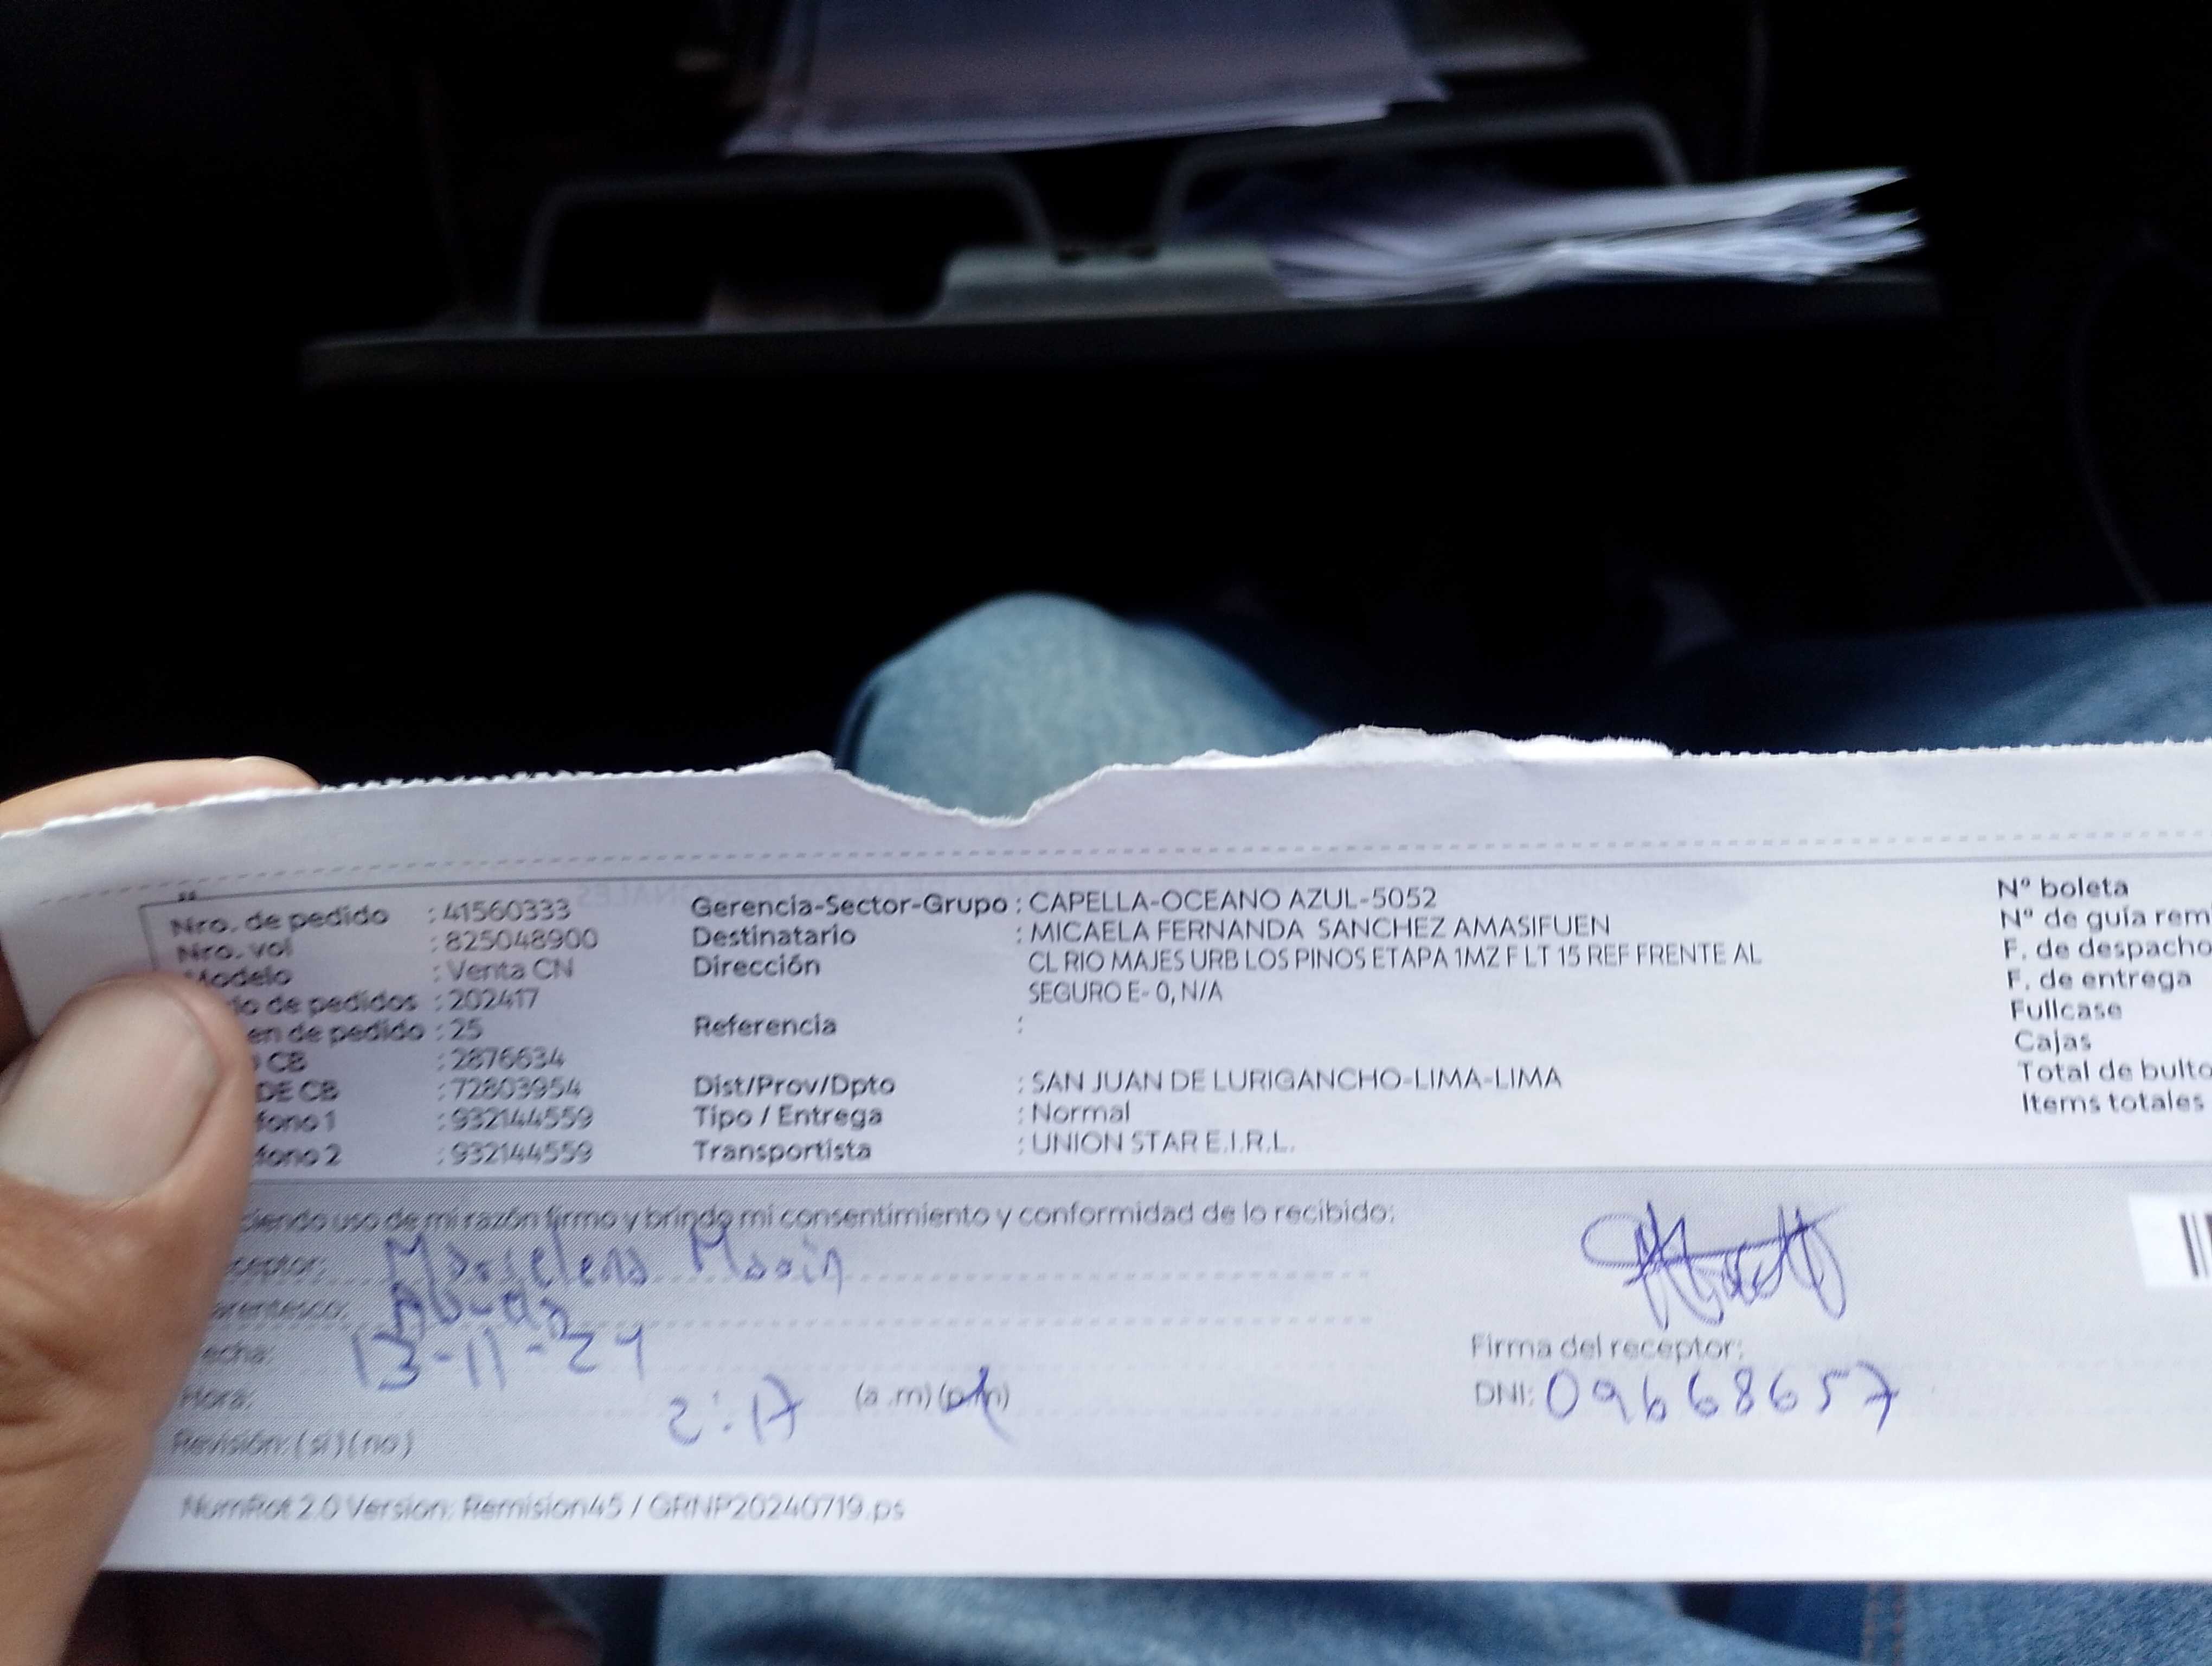 Nro. de pedido : 41560333 Gerencia-Sector-Grupo : CAPELLA-OCEANO AZUL-5052 Nº boleta
Nro. vol : 825048900 Destinatario : MICAELA FERNANDA SANCHEZ AMASIFUEN Nº de guía rem
Modelo : Venta CN Dirección CL RIO MAJES URB LOS PINOS ETAPA 1MZ F LT 15 REF FRENTE AL F. de despacho
o de pedidos : 202417 SEGURO E- 0, N/A F. de entrega
en de pedido : 25 Referencia : Fullcase
CB : 2876634 Cajas
DE CB : 72803954 Dist/Prov/Dpto : SAN JUAN DE LURIGANCHO-LIMA-LIMA Total de bulto
fono 1 : 932144559 Tipo / Entrega : Normal Items totales
fono 2 : 932144559 Transportista : UNION STAR E.I.R.L.
ciendo uso de mi razón firmo y brindo mi consentimiento y conformidad de lo recibido:
ceptor: Marin
arentesco:
echa: 13-11-24 Firma del receptor:
Hora: 2:17 (a.m) (p.m) DNI: 09668657
Revisión: (si) (no)
NumRot 2.0 Version: Remision45 / GRNP20240719.ps